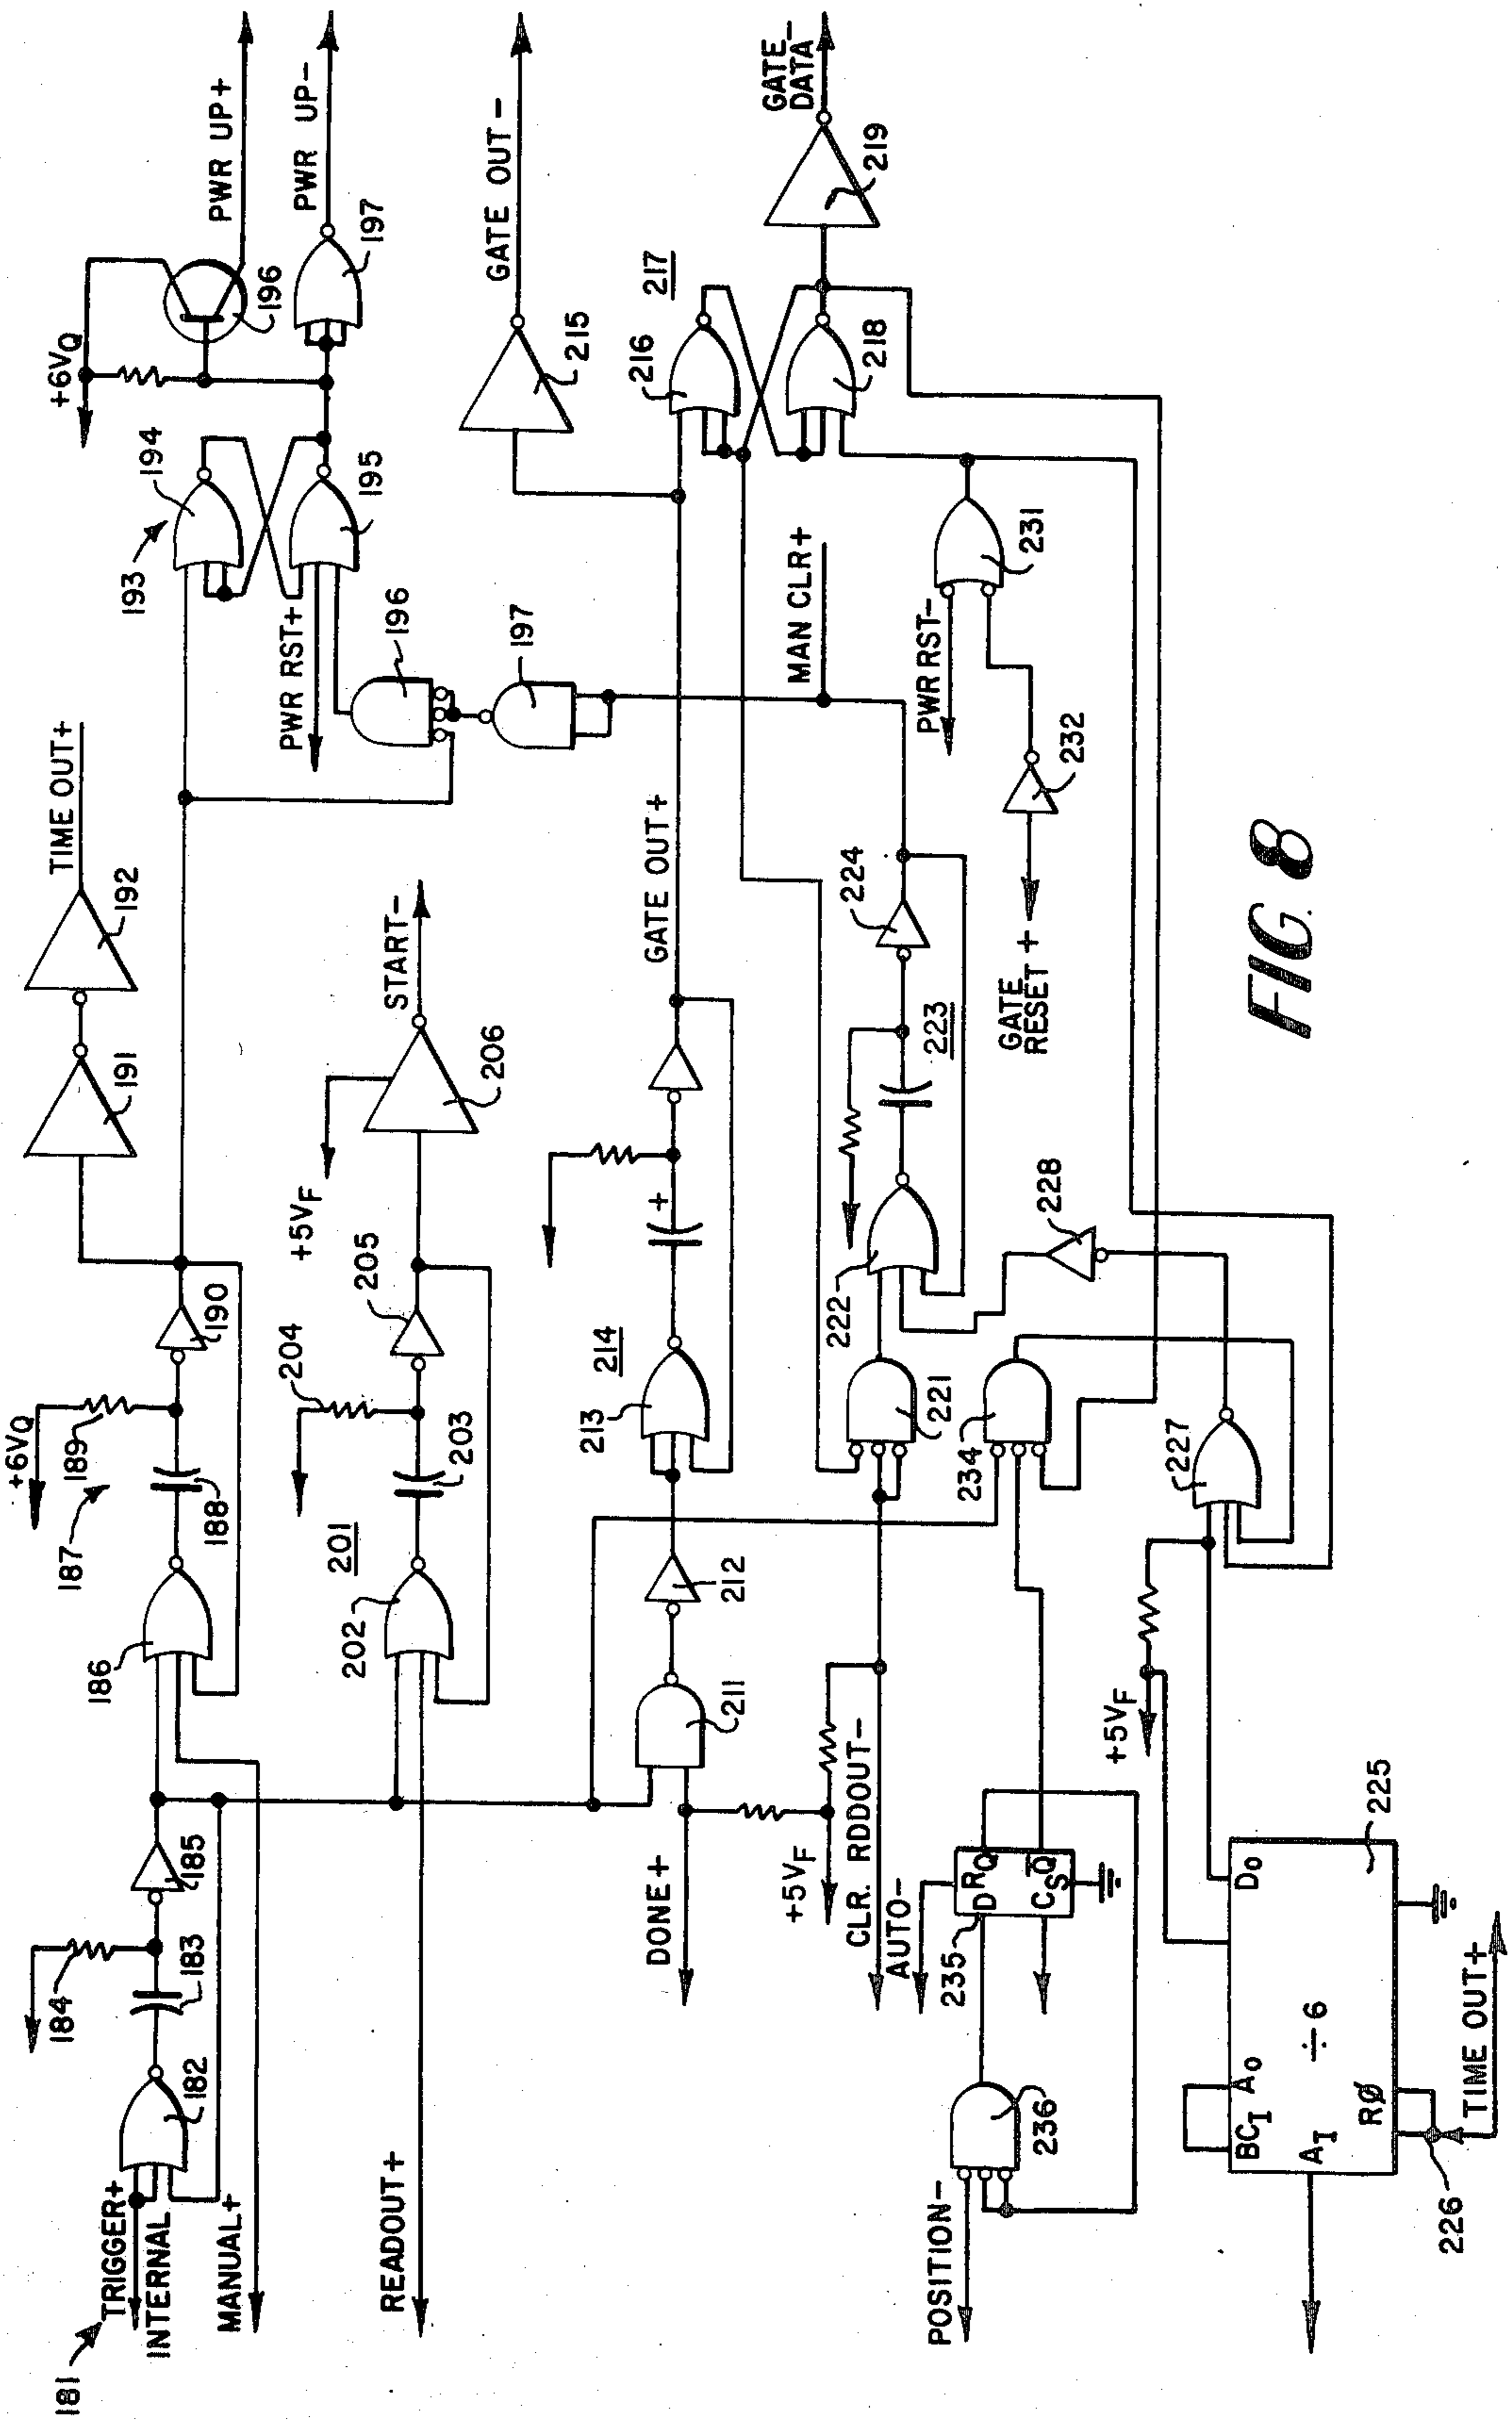 181
TRIGGER+
INTERNAL
MANUAL+
182
183
184
185
186
187
188
189
+6VQ
190
191
192
TIME OUT+
193
194
195
PWR RST+
196
197
+6VQ
196
PWR UP+
197
PWR UP-
READOUT+
201
202
203
204
205
+5VF
206
START-
DONE+
211
212
213
214
+
GATE OUT+
215
GATE OUT-
216
217
218
219
GATE-
DATA
+5VF
CLR. RDDOUT-
221
222
223
224
MAN CLR+
PWR RST-
231
232
GATE
RESET+
AUTO-
POSITION-
236
235
D
R
Q
Q
C
S
234
228
227
+5VF
225
D0
A0
BCI
AI
÷6
RØ
226
TIME OUT+
FIG. 8